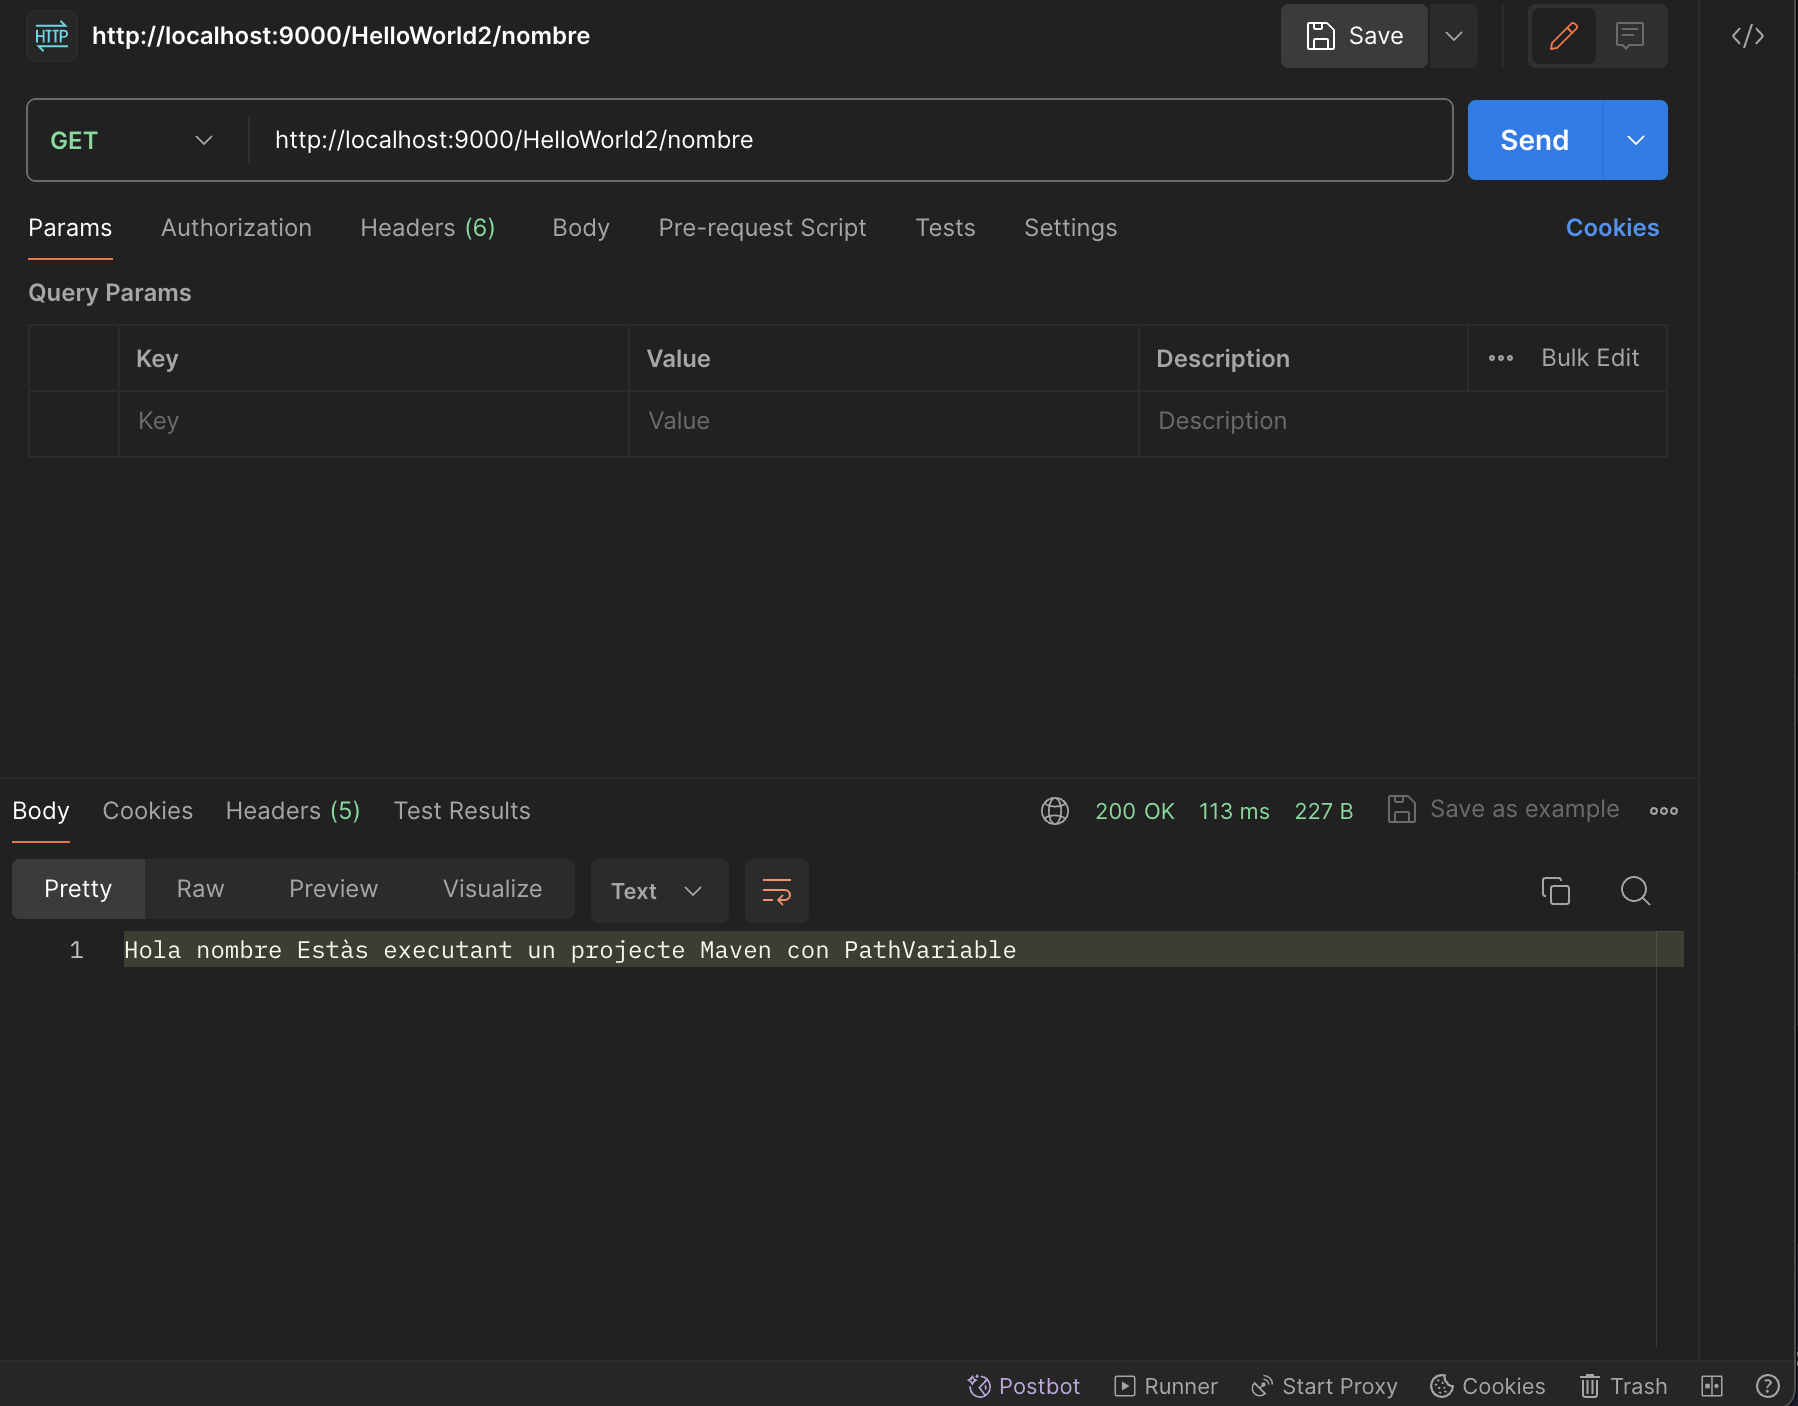 HTTP http://localhost:9000/HelloWorld2/nombre Save
GET http://localhost:9000/HelloWorld2/nombre Send
Params Authorization Headers (6) Body Pre-request Script Tests Settings Cookies
Query Params
Key Value Description Bulk Edit
Key Value Description
Body Cookies Headers (5) Test Results 200 OK 113 ms 227 B Save as example
Pretty Raw Preview Visualize Text
1 Hola nombre Estàs executant un projecte Maven con PathVariable
Postbot Runner Start Proxy Cookies Trash